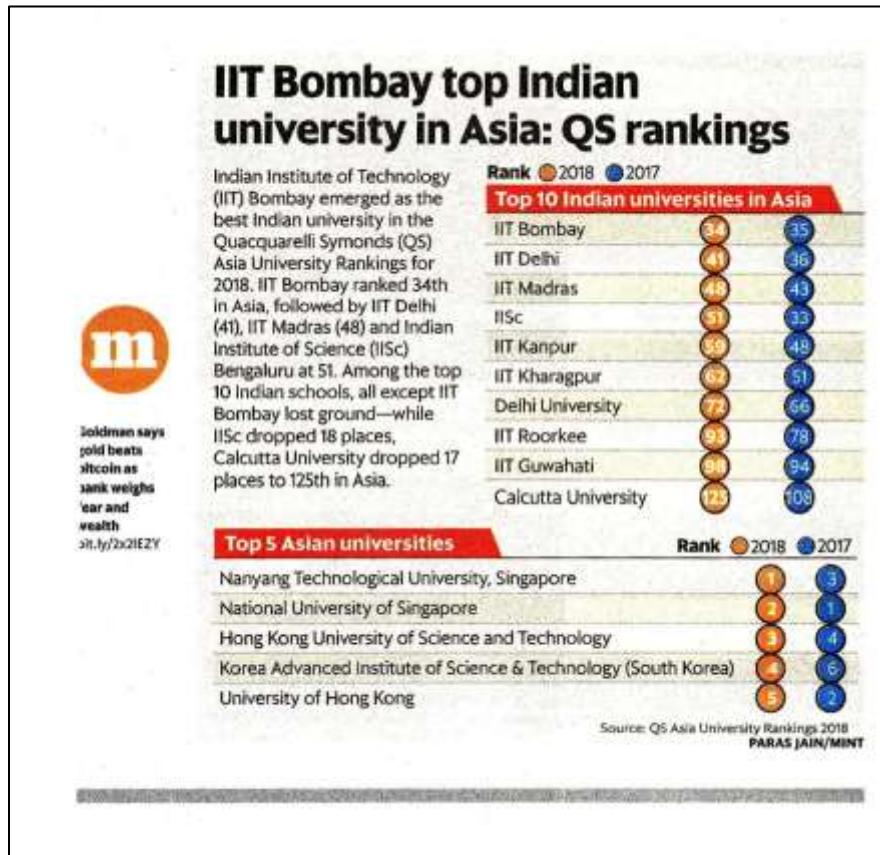 IIT Bombay top Indian
university in Asia: QS rankings
Indian Institute of Technology
(IIT) Bombay emerged as the
best Indian university in the
Quacquarelli Symonds (QS)
Asia University Rankings for
2018. IIT Bombay ranked 34th
in Asia, followed by IIT Delhi
(41), IIT Madras (48) and Indian
Institute of Science (IISc)
Bengaluru at 51. Among the top
10 Indian schools, all except IIT
Bombay lost ground—while
IISc dropped 18 places,
Calcutta University dropped 17
places to 125th in Asia.
Rank 2018 2017
Top 10 Indian universities in Asia
IIT Bombay 34 35
IIT Delhi 41 36
IIT Madras 48 43
IISc 51 33
IIT Kanpur 59 48
IIT Kharagpur 62 51
Delhi University 72 66
IIT Roorkee 93 78
IIT Guwahati 98 94
Calcutta University 125 108
m
says
gold beats
as
weighs
and
wealth
Top 5 Asian universities Rank 2018 2017
Nanyang Technological University, Singapore 1 3
National University of Singapore 2 1
Hong Kong University of Science and Technology 3 4
Korea Advanced Institute of Science & Technology (South Korea) 4 6
University of Hong Kong 5 2
Source: QS Asia University Rankings 2018
PARAS JAIN/MINT